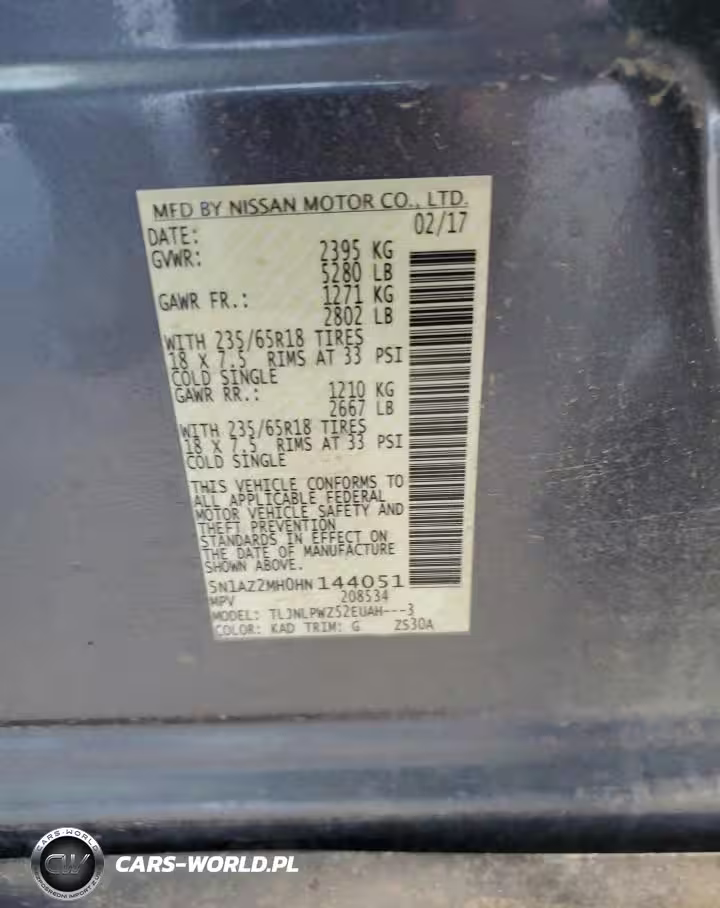 MFD BY NISSAN MOTOR CO., LTD.
DATE: 02/17
GVWR: 2395 KG
5280 LB
GAWR FR.: 1271 KG
2802 LB
WITH 235/65R18 TIRES
18 X 7.5 RIMS AT 33 PSI
COLD SINGLE
GAWR RR.: 1210 KG
2667 LB
WITH 235/65R18 TIRES
18 X 7.5 RIMS AT 33 PSI
COLD SINGLE
THIS VEHICLE CONFORMS TO
ALL APPLICABLE FEDERAL
MOTOR VEHICLE SAFETY AND
THEFT PREVENTION
STANDARDS IN EFFECT ON
THE DATE OF MANUFACTURE
SHOWN ABOVE.
5N1AZ2MH0HN144051
MPV 208534
MODEL: TLJNLPWZ52EUAH---3
COLOR: KAD TRIM: G Z530A
CARS-WORLD
CW
CARS-WORLD.PL